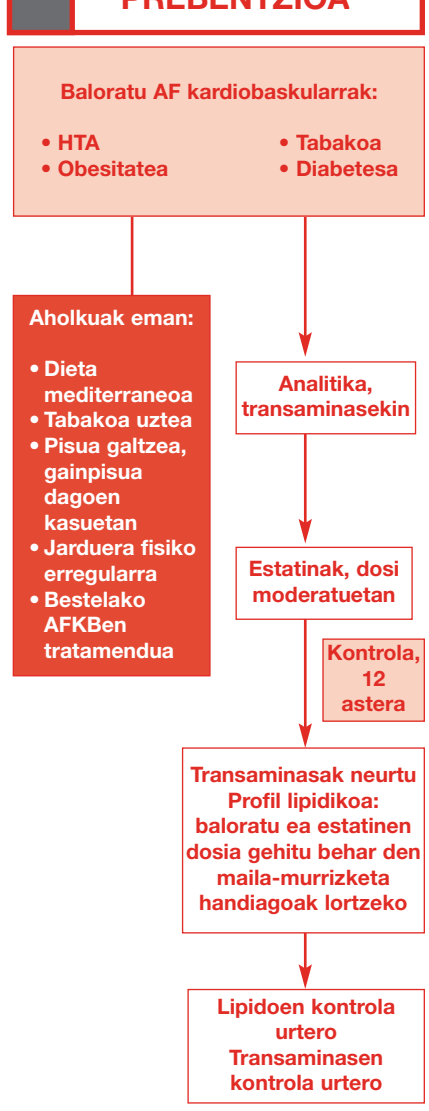 PREBENTZIOA
Baloratu AF kardiobaskularrak:
• HTA
• Obesitatea
• Tabakoa
• Diabetesa
Aholkuak eman:
• Dieta
mediterraneoa
• Tabakoa uztea
• Pisua galtzea,
gainpisua
dagoen
kasuetan
• Jarduera fisiko
erregularra
• Bestelako
AFKBen
tratamendua
Analitika,
transaminasekin
Estatinak, dosi
moderatuetan
Kontrola,
12
astera
Transaminasak neurtu
Profil lipidikoa:
baloratu ea estatinen
dosia gehitu behar den
maila-murrizketa
handiagoak lortzeko
Lipidoen kontrola
urtero
Transaminasen
kontrola urtero